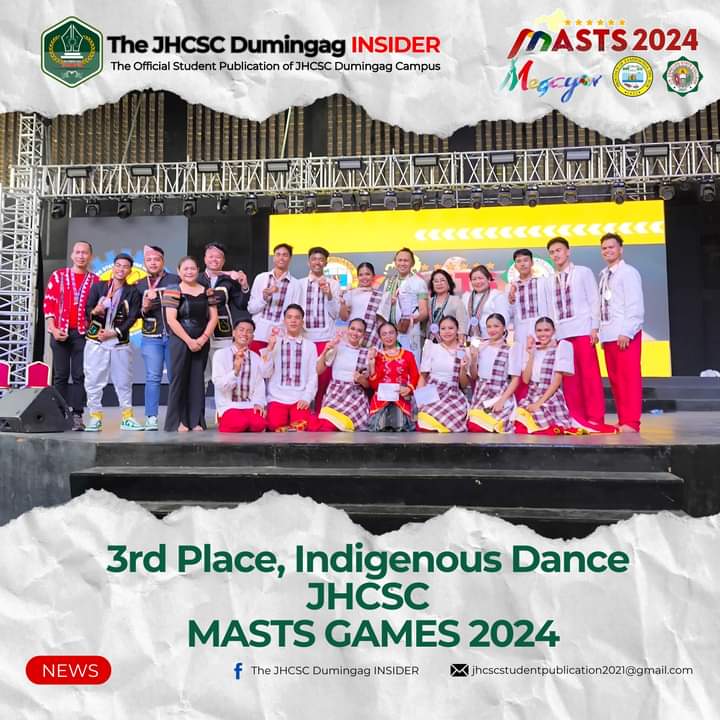 The JHCSC Dumingag INSIDER
The Official Student Publication of JHCSC Dumingag Campus
MASTS 2024
Megayon
3rd Place, Indigenous Dance
JHCSC
MASTS GAMES 2024
NEWS
The JHCSC Dumingag INSIDER
jhcscstudentpublication2021@gmail.com